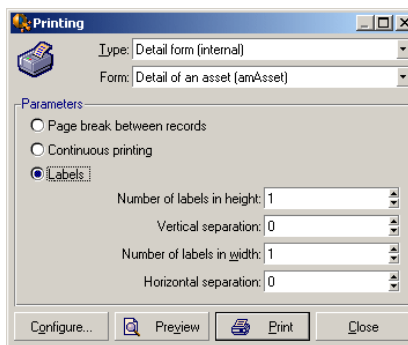 Printing
Type: Detail form (internal)
Form: Detail of an asset (amAsset)
Parameters
Page break between records
Continuous printing
Labels
Number of labels in height: 1
Vertical separation: 0
Number of labels in width: 1
Horizontal separation: 0
Configure... Preview Print Close